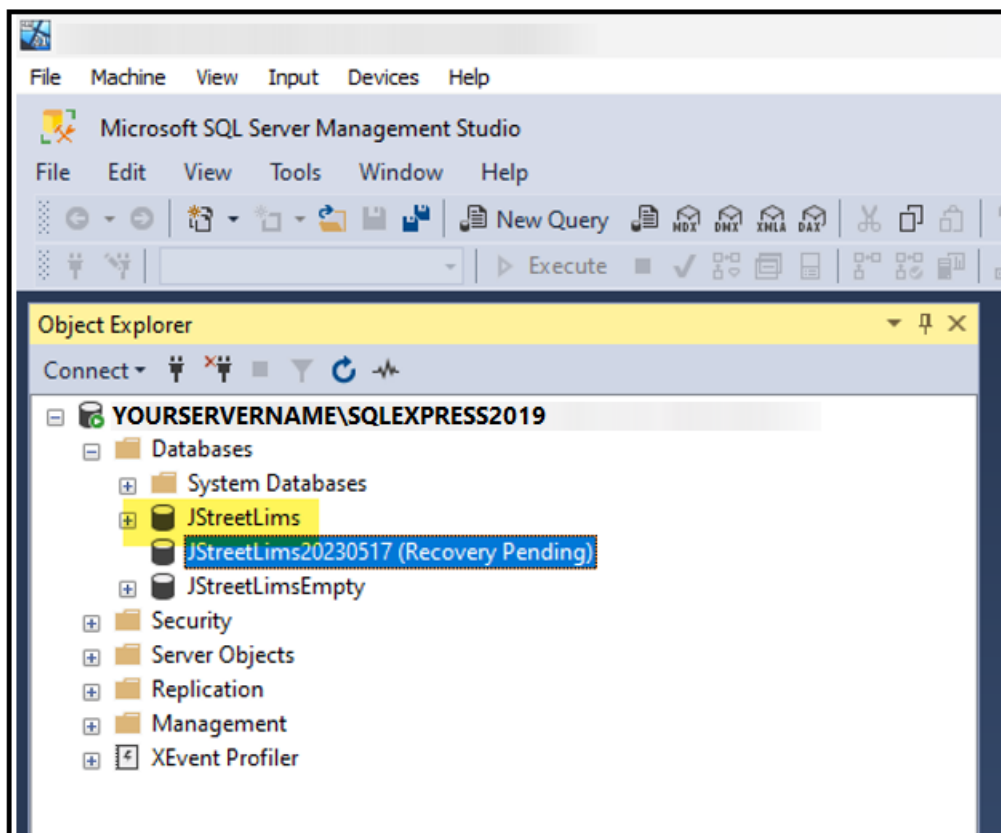 File Machine View Input Devices Help
Microsoft SQL Server Management Studio
File Edit View Tools Window Help
New Query MDX DMX XMLA DAX
Execute
Object Explorer
Connect
YOURSERVERNAME\SQLEXPRESS2019
Databases
System Databases
JStreetLims
JStreetLims20230517 (Recovery Pending)
JStreetLimsEmpty
Security
Server Objects
Replication
Management
XEvent Profiler